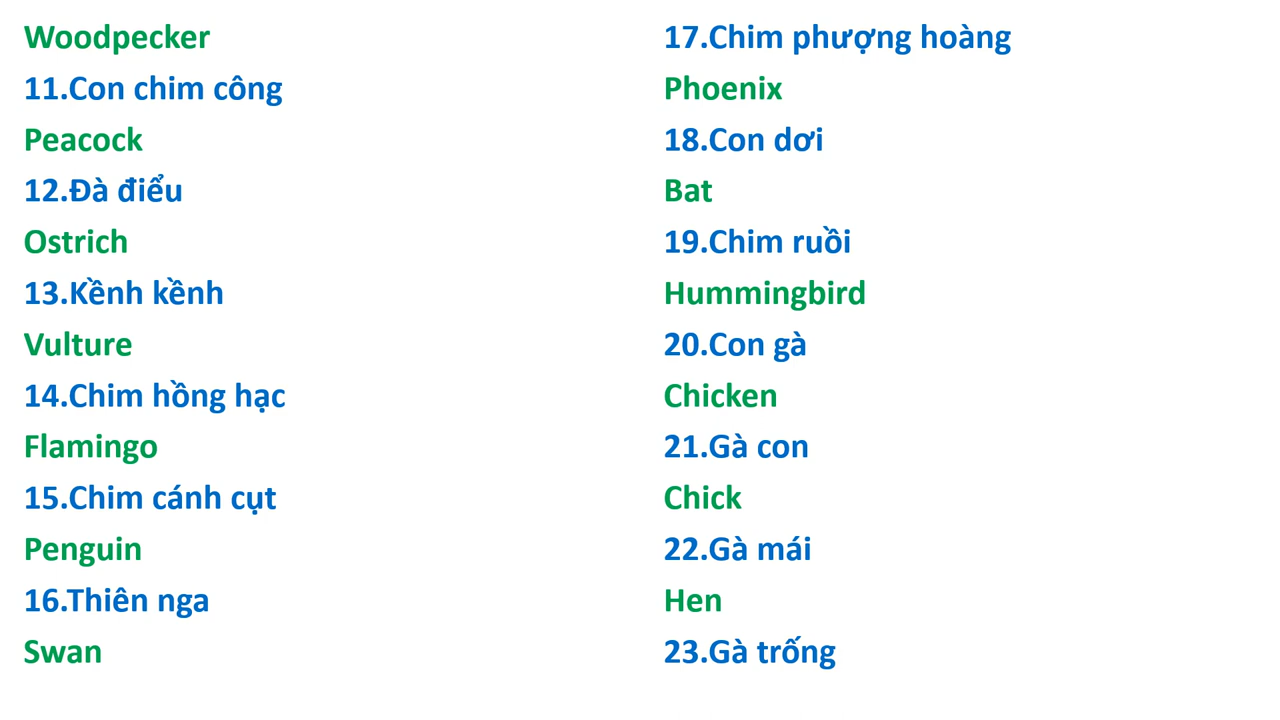 Woodpecker
11.Con chim công
Peacock
12.Đà điểu
Ostrich
13.Kềnh kềnh
Vulture
14.Chim hồng hạc
Flamingo
15.Chim cánh cụt
Penguin
16.Thiên nga
Swan
17.Chim phượng hoàng
Phoenix
18.Con dơi
Bat
19.Chim ruồi
Hummingbird
20.Con gà
Chicken
21.Gà con
Chick
22.Gà mái
Hen
23.Gà trống